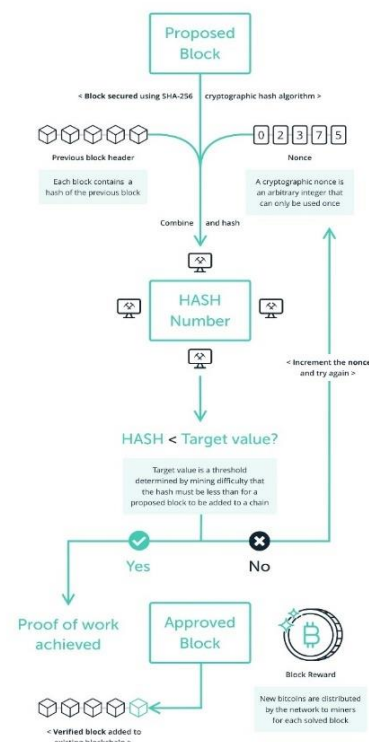 Proposed
Block
< Block secured using SHA-256 cryptographic hash algorithm >
0 2 3 7 5
Previous block header
Nonce
Each block contains a
hash of the previous block
A cryptographic nonce is
an arbitrary integer that
can only be used once
Combine and hash
HASH
Number
< Increment the nonce
and try again >
HASH < Target value?
Target value is a threshold
determined by mining difficulty that
the hash must be less than for a
proposed block to be added to a chain
Yes
No
Proof of work
achieved
Approved
Block
Block Reward
New bitcoins are distributed
by the network to miners
for each solved block
< Verified block added to
existing blockchain >